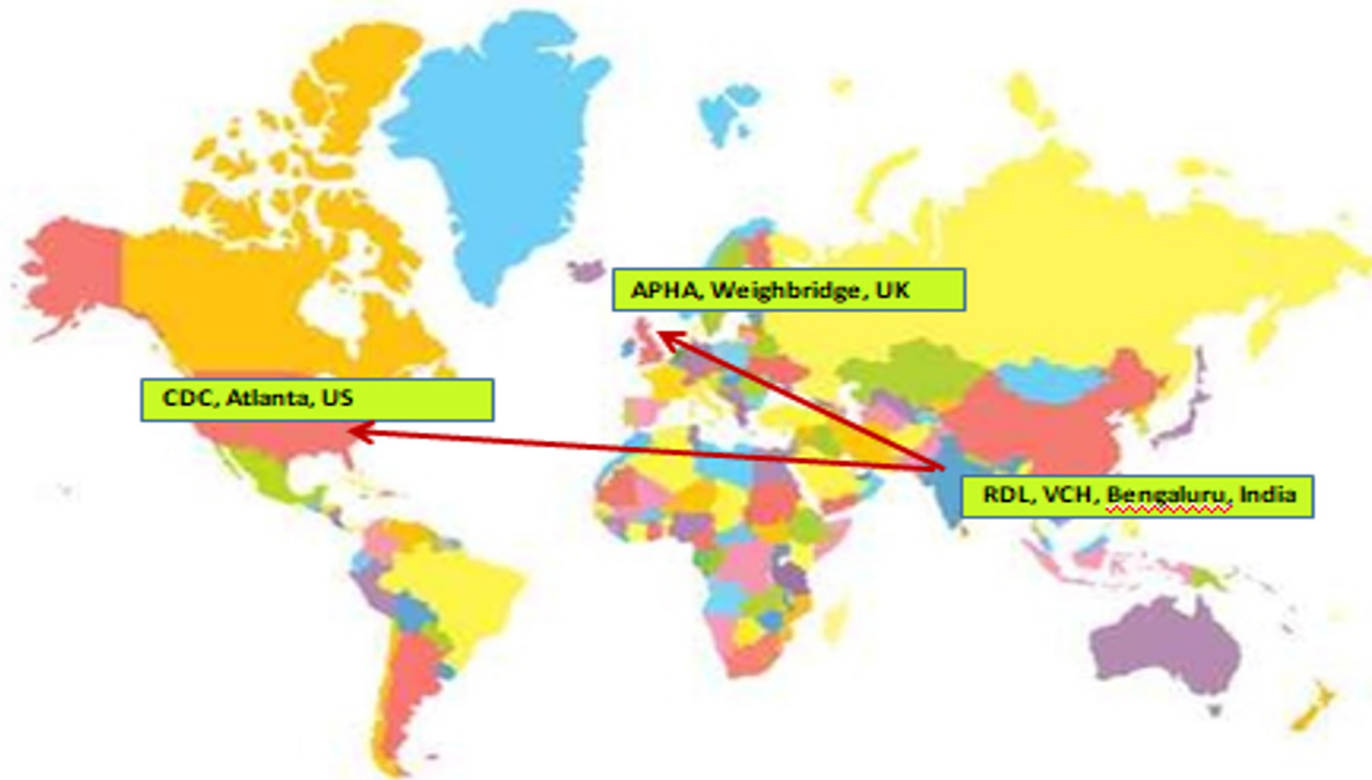 APHA, Weighbridge, UK
CDC, Atlanta, US
RDL, VCH, Bengaluru, India